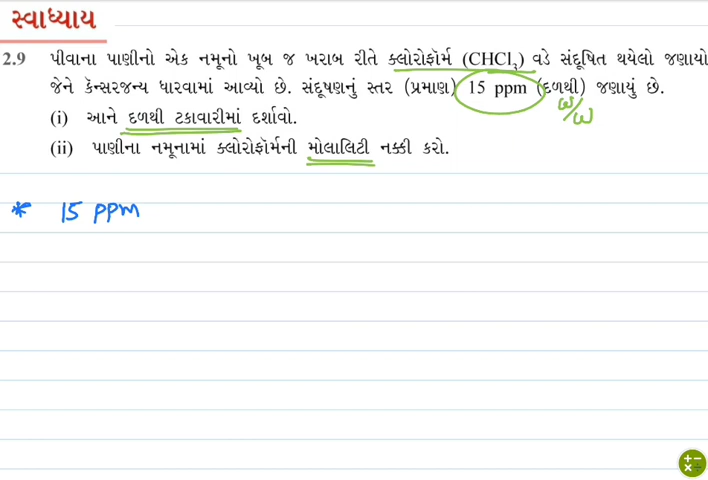 સ્વાધ્યાય
2.9 પીવાના પાણીનો એક નમૂનો ખૂબ જ ખરાબ રીતે ક્લોરોફૉર્મ (CHCl₃) વડે સંદૂષિત થયેલો જણાયો
જેને કૅન્સરજન્ય ધારવામાં આવ્યો છે. સંદૂષણનું સ્તર (પ્રમાણ) 15 ppm (દળથી) જણાયું છે.
w/w
(i) આને દળથી ટકાવારીમાં દર્શાવો.
(ii) પાણીના નમૂનામાં ક્લોરોફૉર્મની મોલાલિટી નક્કી કરો.
* 15 ppm